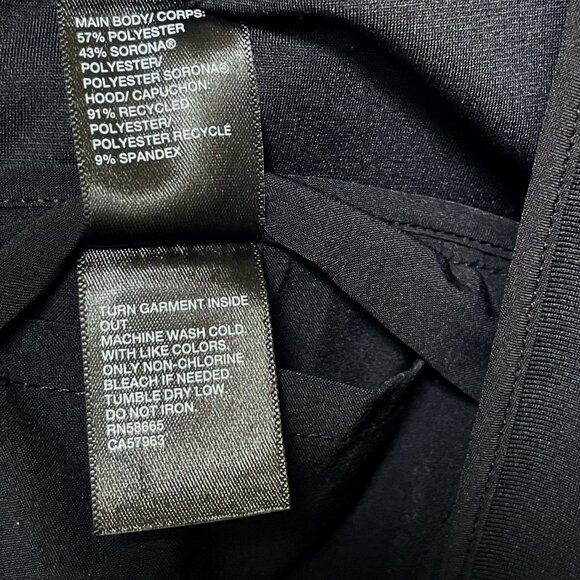 MAIN BODY/ CORPS:
57% POLYESTER
43% SORONA®
POLYESTER/
POLYESTER SORONA®
HOOD/ CAPUCHON:
91% RECYCLED
POLYESTER/
POLYESTER RECYCLÉ
9% SPANDEX
TURN GARMENT INSIDE
OUT.
MACHINE WASH COLD
WITH LIKE COLORS.
ONLY NON-CHLORINE
BLEACH IF NEEDED
TUMBLE DRY LOW.
DO NOT IRON.
RN58665
CA57963